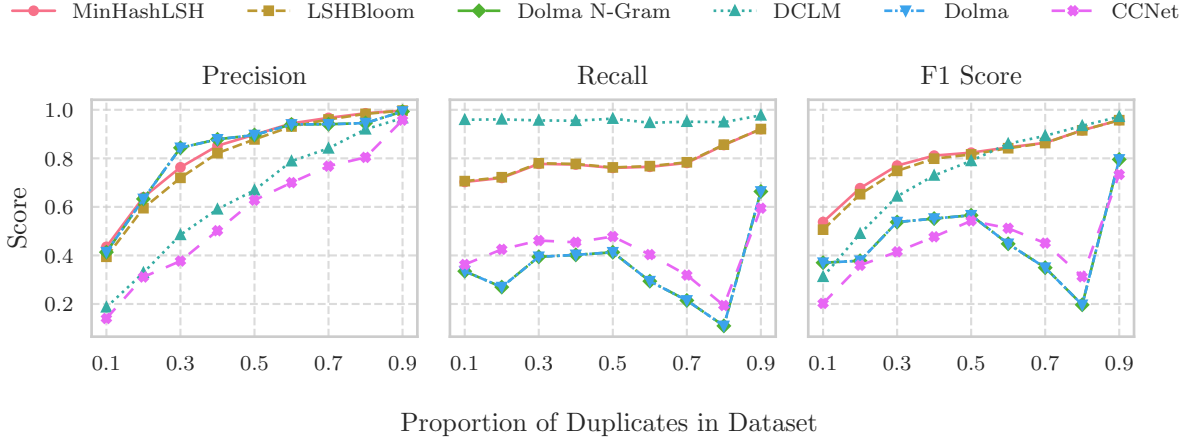 MinHashLSH LSHBloom Dolma N-Gram DCLM Dolma CCNet
Precision Recall F1 Score
Score
1.0
0.8
0.6
0.4
0.2
0.1 0.3 0.5 0.7 0.9 0.1 0.3 0.5 0.7 0.9 0.1 0.3 0.5 0.7 0.9
Proportion of Duplicates in Dataset